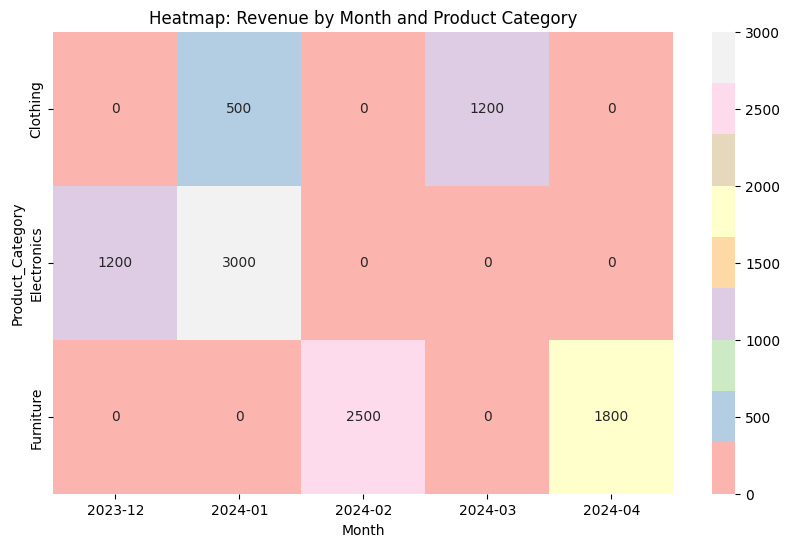 Heatmap: Revenue by Month and Product Category
Product_Category
Clothing
0 500 0 1200 0
Electronics
1200 3000 0 0 0
Furniture
0 0 2500 0 1800
2023-12 2024-01 2024-02 2024-03 2024-04
Month
3000
2500
2000
1500
1000
500
0